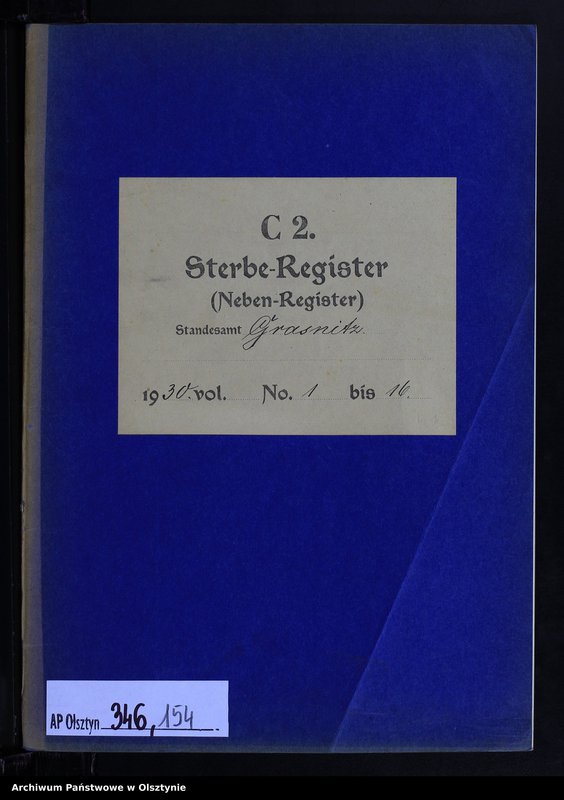 C 2.
Sterbe-Register
(Neben-Register)
Standesamt Grasnitz.
1930. vol. No. 1 bis 16.
AP Olsztyn 346, 154
Archiwum Państwowe w Olsztynie